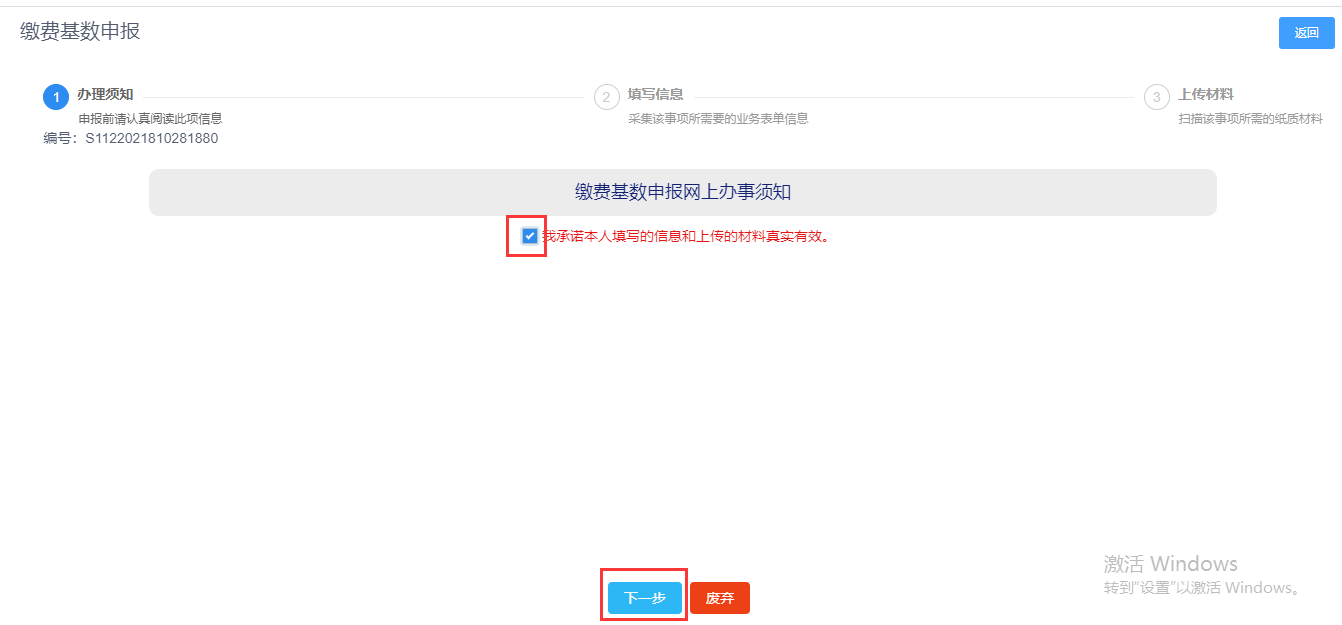 缴费基数申报
返回
1 办理须知
申报前请认真阅读此项信息
2 填写信息
采集该事项所需要的业务表单信息
3 上传材料
扫描该事项所需的纸质材料
编号：S1122021810281880
缴费基数申报网上办事须知
我承诺本人填写的信息和上传的材料真实有效。
激活 Windows
转到"设置"以激活 Windows。
下一步
废弃